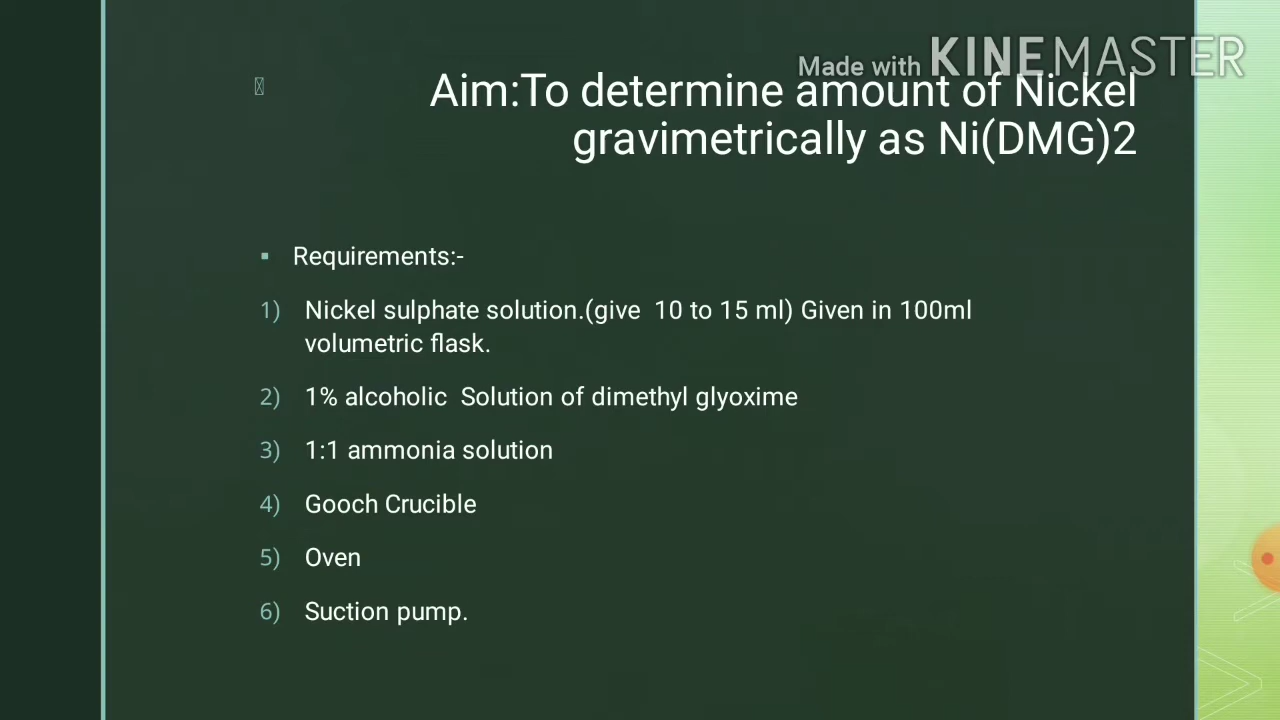 Made with KINEMASTER
Aim:To determine amount of Nickel
gravimetrically as Ni(DMG)2
Requirements:-
1) Nickel sulphate solution.(give 10 to 15 ml) Given in 100ml
volumetric flask.
2) 1% alcoholic Solution of dimethyl glyoxime
3) 1:1 ammonia solution
4) Gooch Crucible
5) Oven
6) Suction pump.